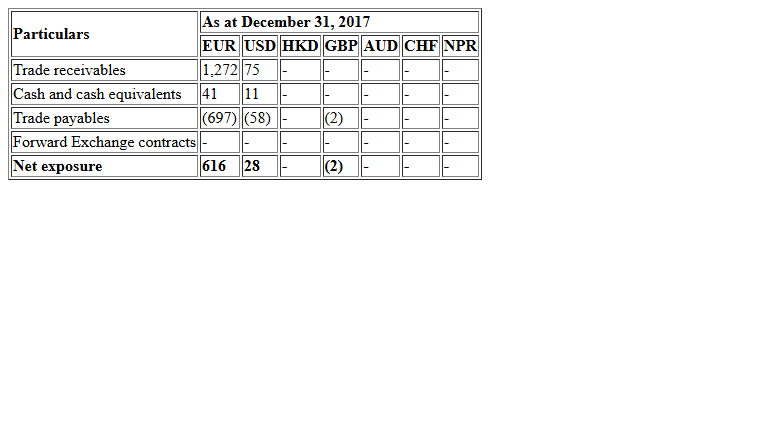 Particulars As at December 31, 2017
EUR USD HKD GBP AUD CHF NPR
Trade receivables 1,272 75 - - - - -
Cash and cash equivalents 41 11 - - - - -
Trade payables (697) (58) - (2) - - -
Forward Exchange contracts - - - - - - -
Net exposure 616 28 - (2) - - -